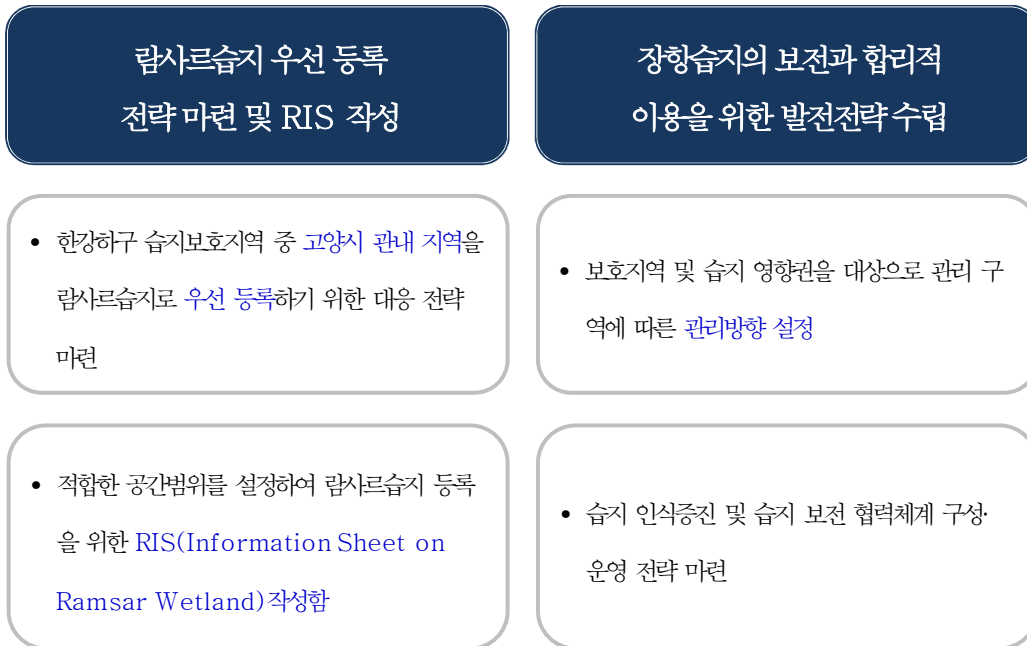 람사르습지 우선 등록
전략 마련 및 RIS 작성
• 한강하구 습지보호지역 중 고양시 관내 지역을
람사르습지로 우선 등록하기 위한 대응 전략
마련
• 적합한 공간범위를 설정하여 람사르습지 등록
을 위한 RIS(Information Sheet on
Ramsar Wetland)작성함
장항습지의 보전과 합리적
이용을 위한 발전전략 수립
• 보호지역 및 습지 영향권을 대상으로 관리 구
역에 따른 관리방향 설정
• 습지 인식증진 및 습지 보전 협력체계 구성·
운영 전략 마련